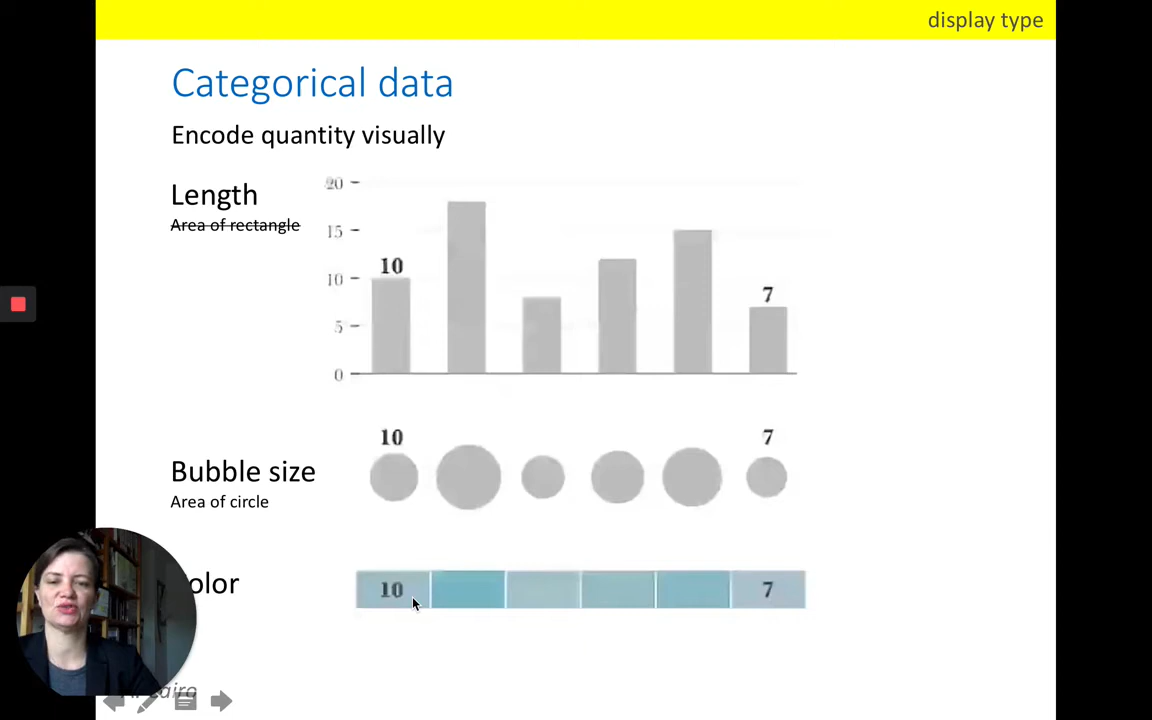 display type
Categorical data
Encode quantity visually
Length
Area of rectangle
20
15
10
5
0
10
7
Bubble size
Area of circle
10
7
olor
10
7